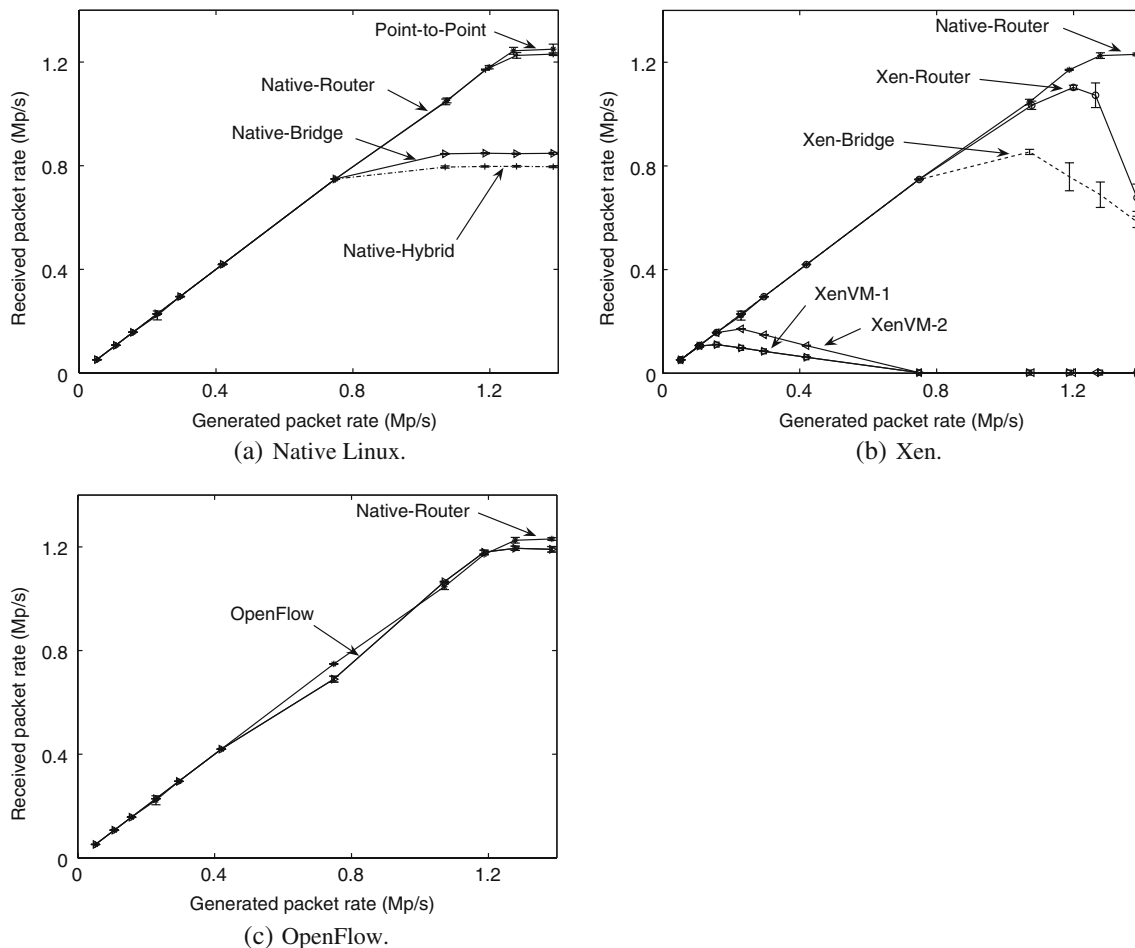 Received packet rate (Mp/s)
1.2
0.8
0.4
0
0
0.4
0.8
1.2
Point-to-Point
Native-Router
Native-Bridge
Native-Hybrid
Generated packet rate (Mp/s)
(a) Native Linux.
Received packet rate (Mp/s)
1.2
0.8
0.4
0
0
0.4
0.8
1.2
Native-Router
Xen-Router
Xen-Bridge
XenVM-1
XenVM-2
Generated packet rate (Mp/s)
(b) Xen.
Received packet rate (Mp/s)
1.2
0.8
0.4
0
0
0.4
0.8
1.2
Native-Router
OpenFlow
Generated packet rate (Mp/s)
(c) OpenFlow.